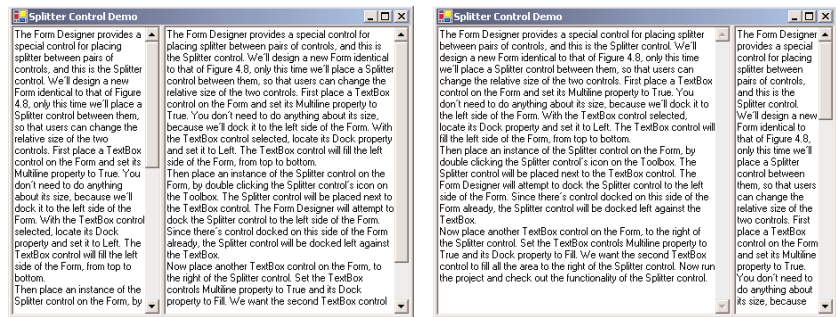 Splitter Control Demo
The Form Designer provides a
special control for placing
splitter between pairs of
controls, and this is the Splitter
control. We'll design a new
Form identical to that of Figure
4.8, only this time we'll place a
Splitter control between them,
so that users can change the
relative size of the two
controls. First place a TextBox
control on the Form and set its
Multiline property to True. You
don't need to do anything
about its size, because we'll
dock it to the left side of the
Form. With the TextBox control
selected, locate its Dock
property and set it to Left. The
TextBox control will fill the left
side of the Form, from top to
bottom.
Then place an instance of the
Splitter control on the Form, by
The Form Designer provides a special control for
placing splitter between pairs of controls, and this is
the Splitter control. We'll design a new Form identical
to that of Figure 4.8, only this time we'll place a Splitter
control between them, so that users can change the
relative size of the two controls. First place a TextBox
control on the Form and set its Multiline property to
True. You don't need to do anything about its size,
because we'll dock it to the left side of the Form. With
the TextBox control selected, locate its Dock property
and set it to Left. The TextBox control will fill the left
side of the Form, from top to bottom.
Then place an instance of the Splitter control on the
Form, by double clicking the Splitter control's icon on
the Toolbox. The Splitter control will be placed next to
the TextBox control. The Form Designer will attempt to
dock the Splitter control to the left side of the Form.
Since there's control docked on this side of the Form
already, the Splitter control will be docked left against
the TextBox.
Now place another TextBox control on the Form, to
the right of the Splitter control. Set the TextBox
controls Multiline property to True and its Dock
property to Fill. We want the second TextBox control
Splitter Control Demo
The Form Designer provides a special control for placing splitter
between pairs of controls, and this is the Splitter control. We'll
design a new Form identical to that of Figure 4.8, only this time
we'll place a Splitter control between them, so that users can
change the relative size of the two controls. First place a TextBox
control on the Form and set its Multiline property to True. You
don't need to do anything about its size, because we'll dock it to
the left side of the Form. With the TextBox control selected,
locate its Dock property and set it to Left. The TextBox control will
fill the left side of the Form, from top to bottom.
Then place an instance of the Splitter control on the Form, by
double clicking the Splitter control's icon on the Toolbox. The
Splitter control will be placed next to the TextBox control. The
Form Designer will attempt to dock the Splitter control to the left
side of the Form. Since there's control docked on this side of the
Form already, the Splitter control will be docked left against the
TextBox.
Now place another TextBox control on the Form, to the right of
the Splitter control. Set the TextBox controls Multiline property to
True and its Dock property to Fill. We want the second TextBox
control to fill all the area to the right of the Splitter control. Now run
the project and check out the functionality of the Splitter control.
The Form Designer
provides a special
control for placing
splitter between
pairs of controls,
and this is the
Splitter control.
We'll design a new
Form identical to
that of Figure 4.8,
only this time we'll
place a Splitter
control between
them, so that users
can change the
relative size of the
two controls. First
place a TextBox
control on the Form
and set its Multiline
property to True.
You don't need to
do anything about
its size, because